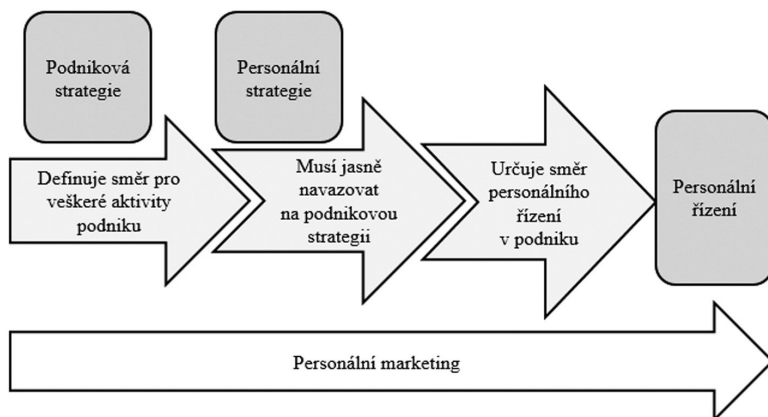 Podniková
strategie
Personální
strategie
Definuje směr pro
veškeré aktivity
podniku
Musí jasně
navazovat
na podnikovou
strategii
Určuje směr
personálního
řízení
v podniku
Personální
řízení
Personální marketing